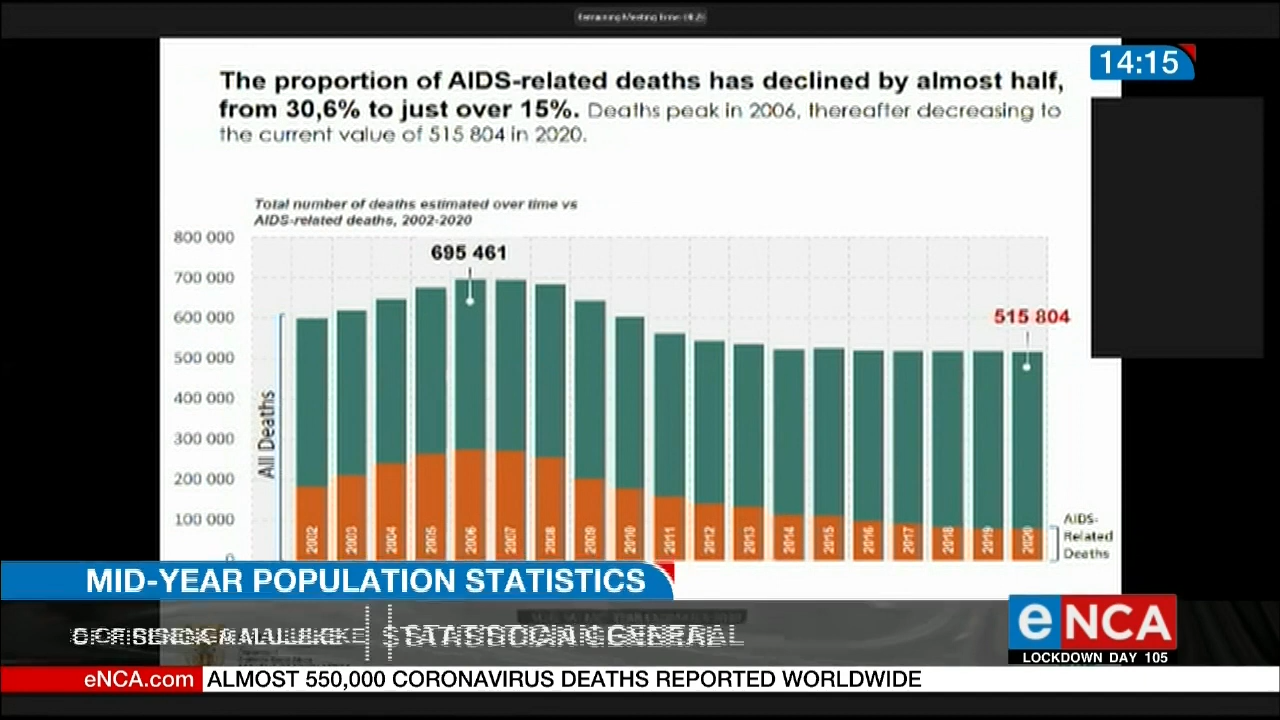 14:15
The proportion of AIDS-related deaths has declined by almost half,
from 30,6% to just over 15%. Deaths peak in 2006, thereafter decreasing to
the current value of 515 804 in 2020.
Total number of deaths estimated over time vs
AIDS-related deaths, 2002-2020
800 000
700 000
600 000
500 000
400 000
300 000
200 000
100 000
0
695 461
515 804
All Deaths
2002 2003 2004 2005 2006 2007 2008 2009 2010 2011 2012 2013 2014 2015 2016 2017 2018 2019 2020
AIDS-
Related
Deaths
MID-YEAR POPULATION STATISTICS
eNCA
LOCKDOWN DAY 105
eNCA.com ALMOST 550,000 CORONAVIRUS DEATHS REPORTED WORLDWIDE